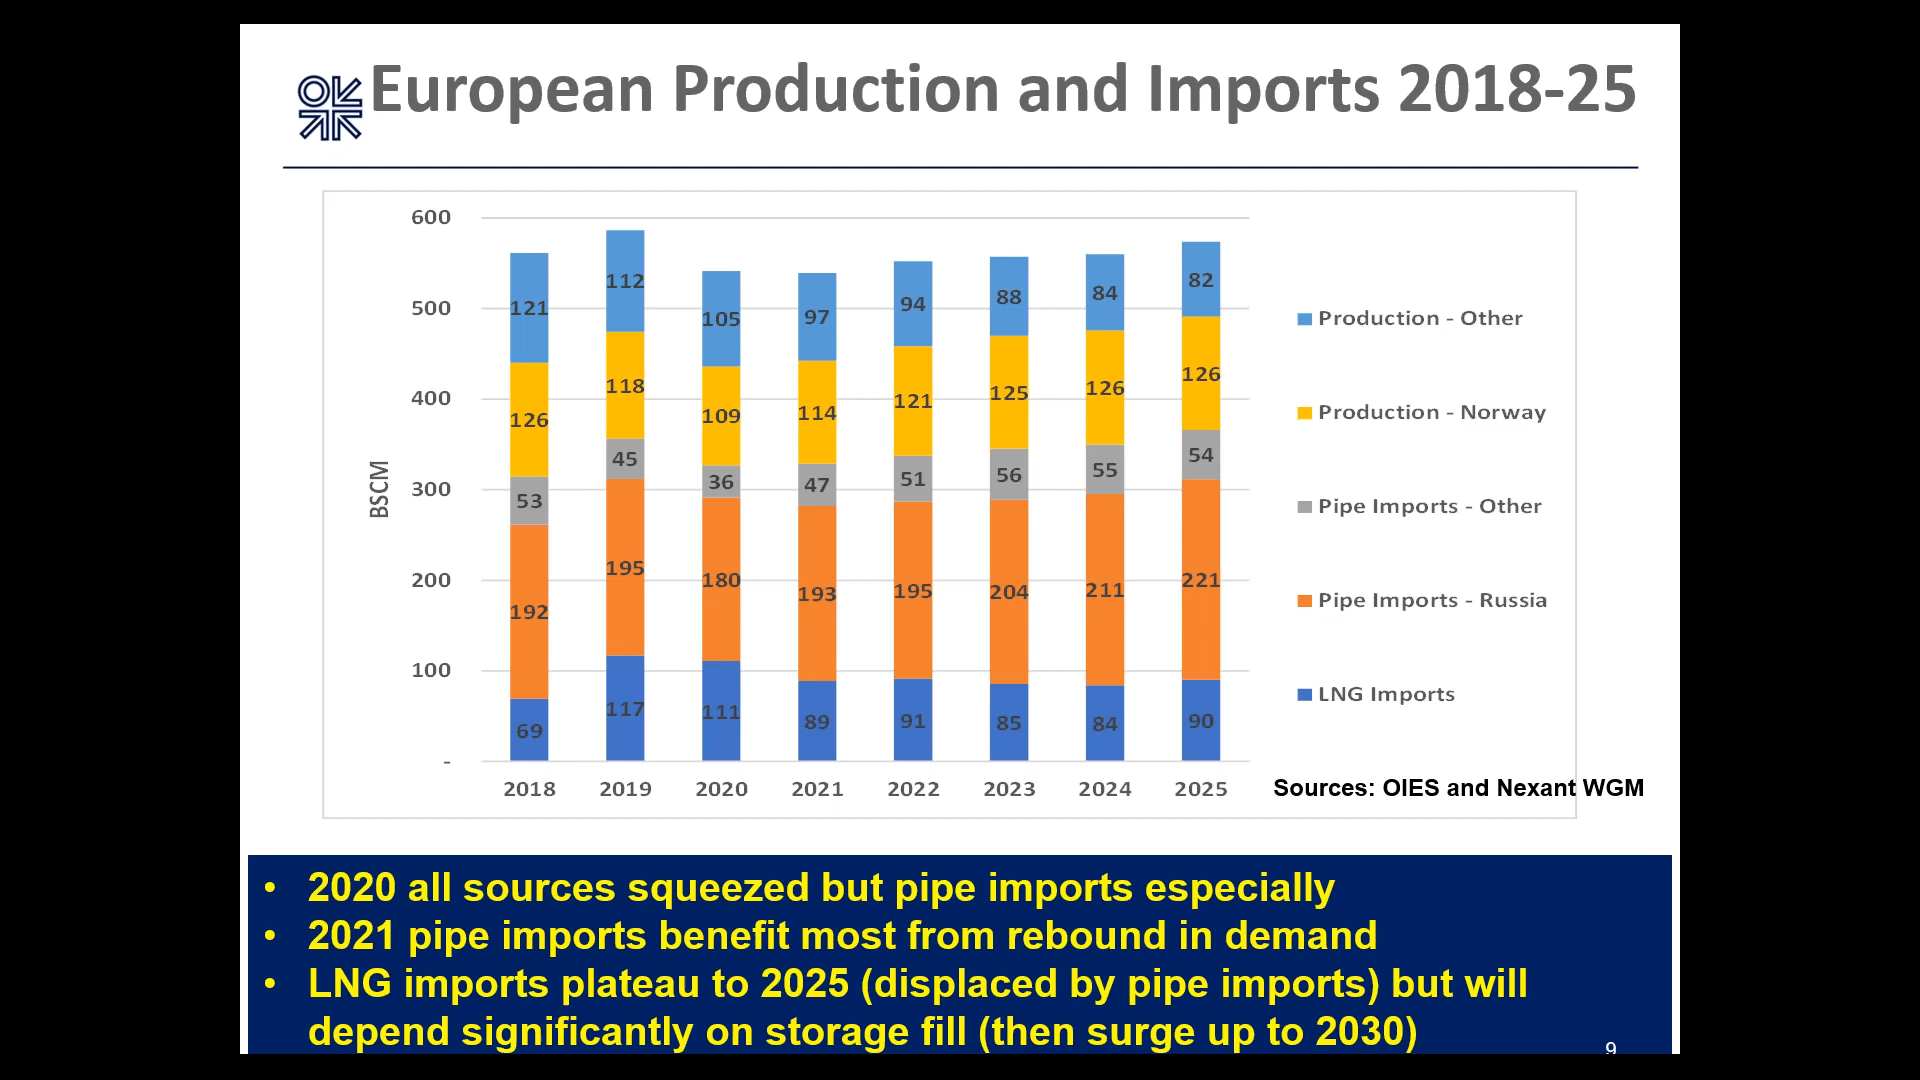 European Production and Imports 2018-25
600
500
400
300
200
100
-
BSCM
121 112 105 97 94 88 84 82
126 118 109 114 121 125 126 126
53 45 36 47 51 56 55 54
192 195 180 193 195 204 211 221
69 117 111 89 91 85 84 90
2018 2019 2020 2021 2022 2023 2024 2025
Production - Other
Production - Norway
Pipe Imports - Other
Pipe Imports - Russia
LNG Imports
Sources: OIES and Nexant WGM
• 2020 all sources squeezed but pipe imports especially
• 2021 pipe imports benefit most from rebound in demand
• LNG imports plateau to 2025 (displaced by pipe imports) but will
depend significantly on storage fill (then surge up to 2030)
9